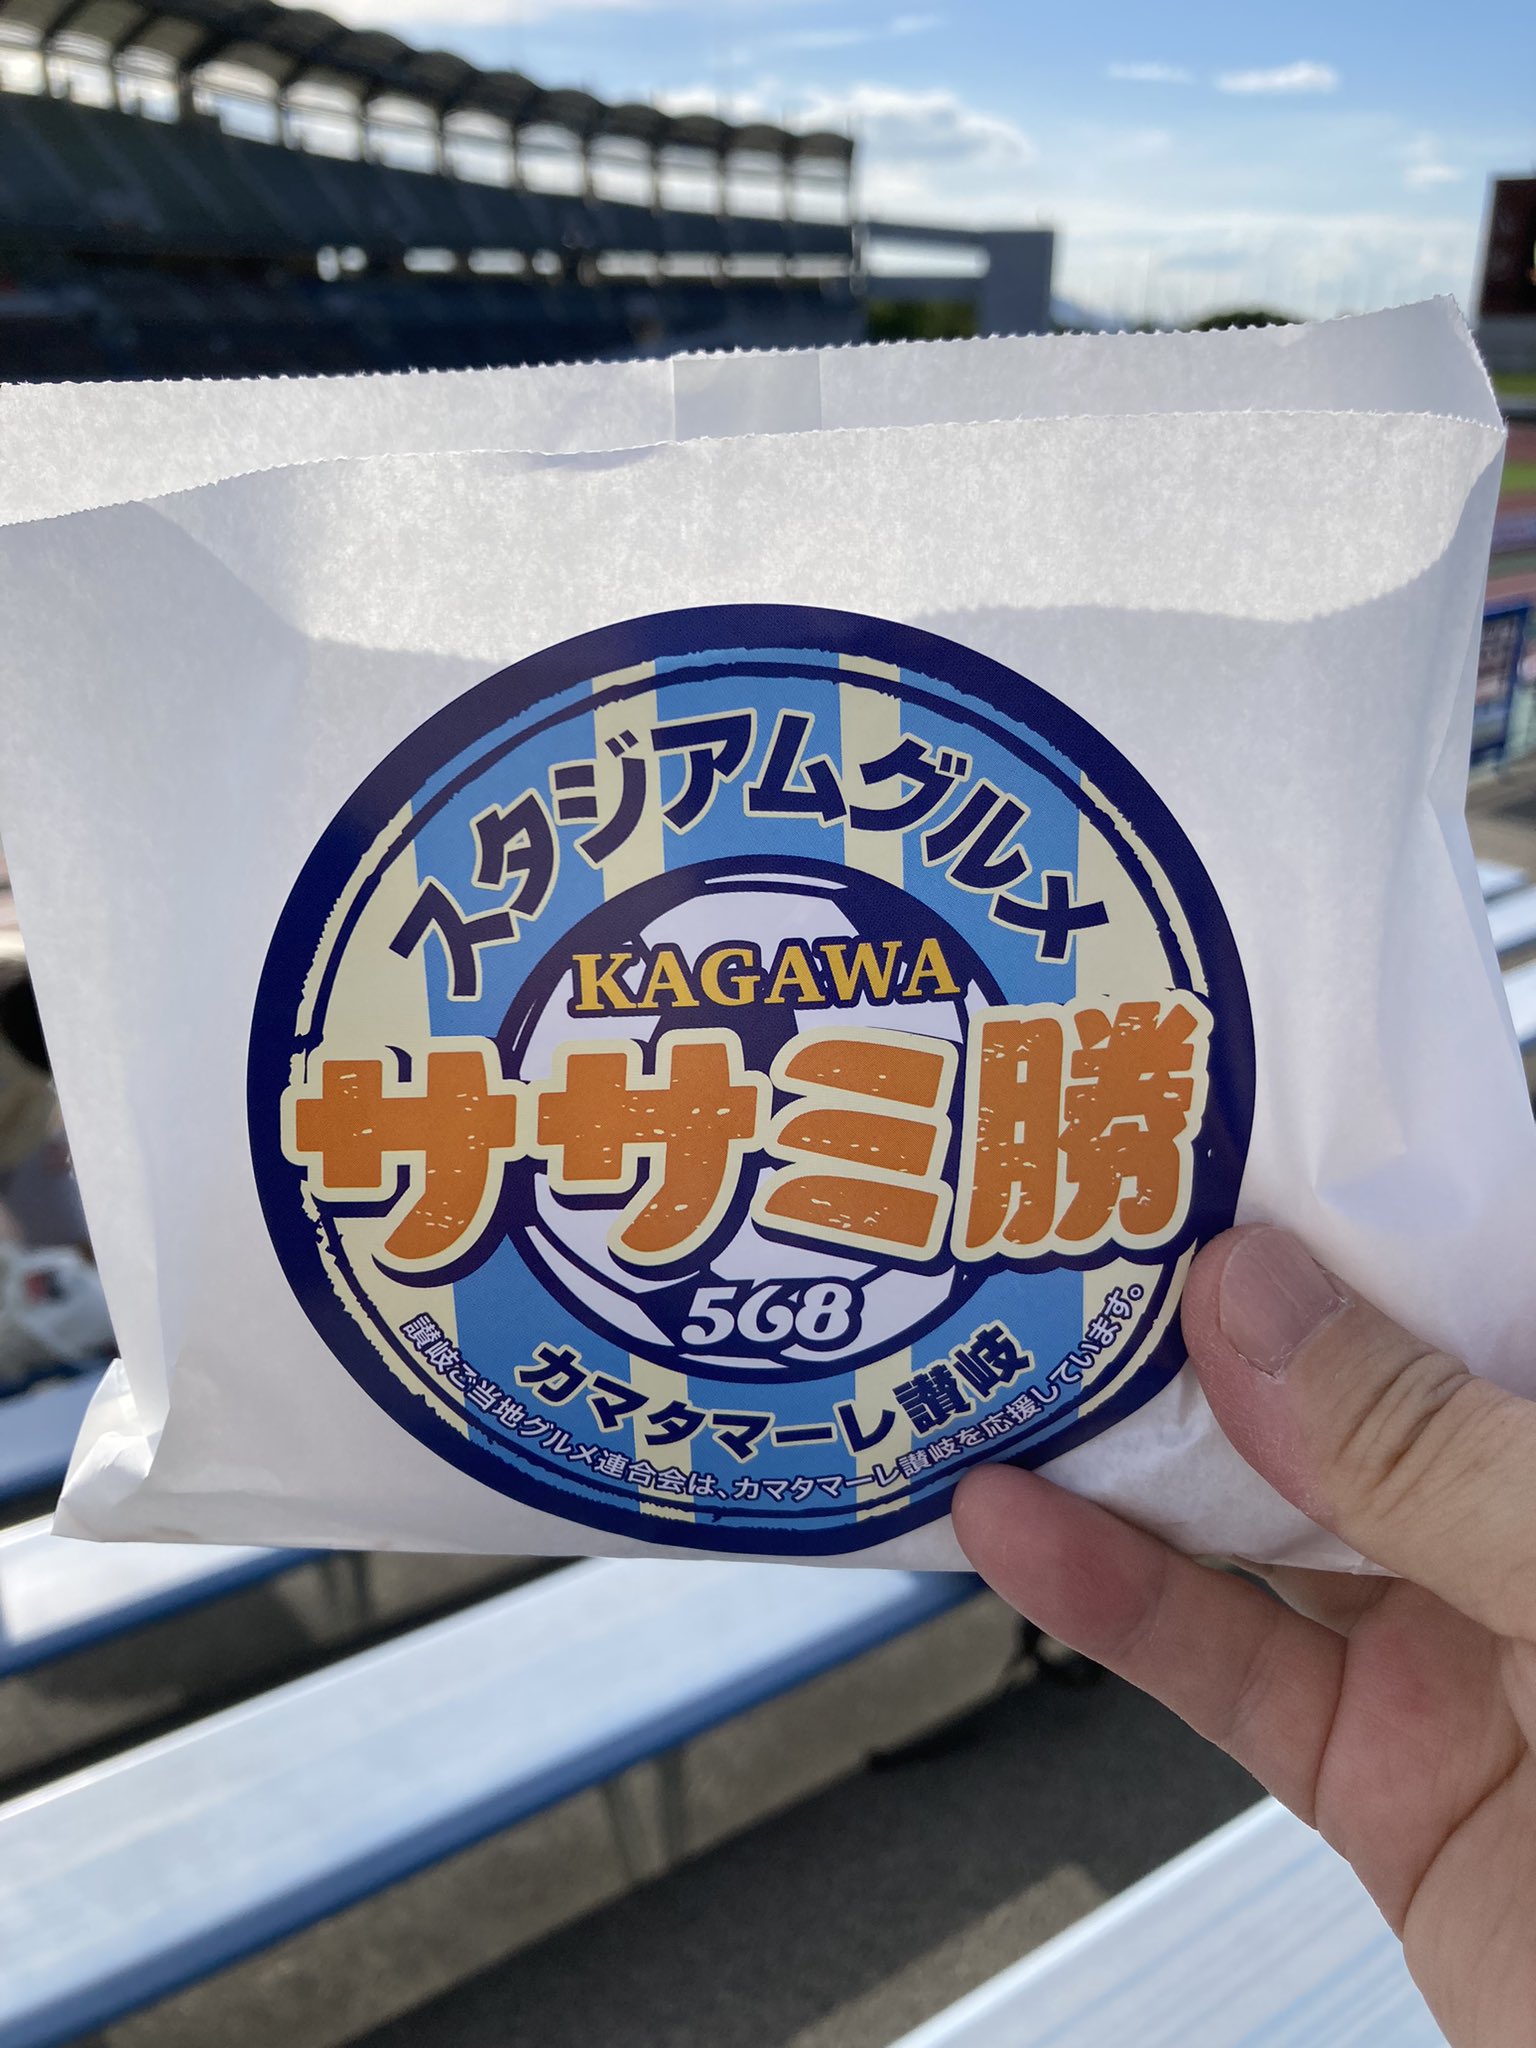 スタジアムグルメ
KAGAWA
ササミ勝
568
カマタマーレ讃岐
讃岐ご当地グルメ連合会は、カマタマーレ讃岐を応援しています。